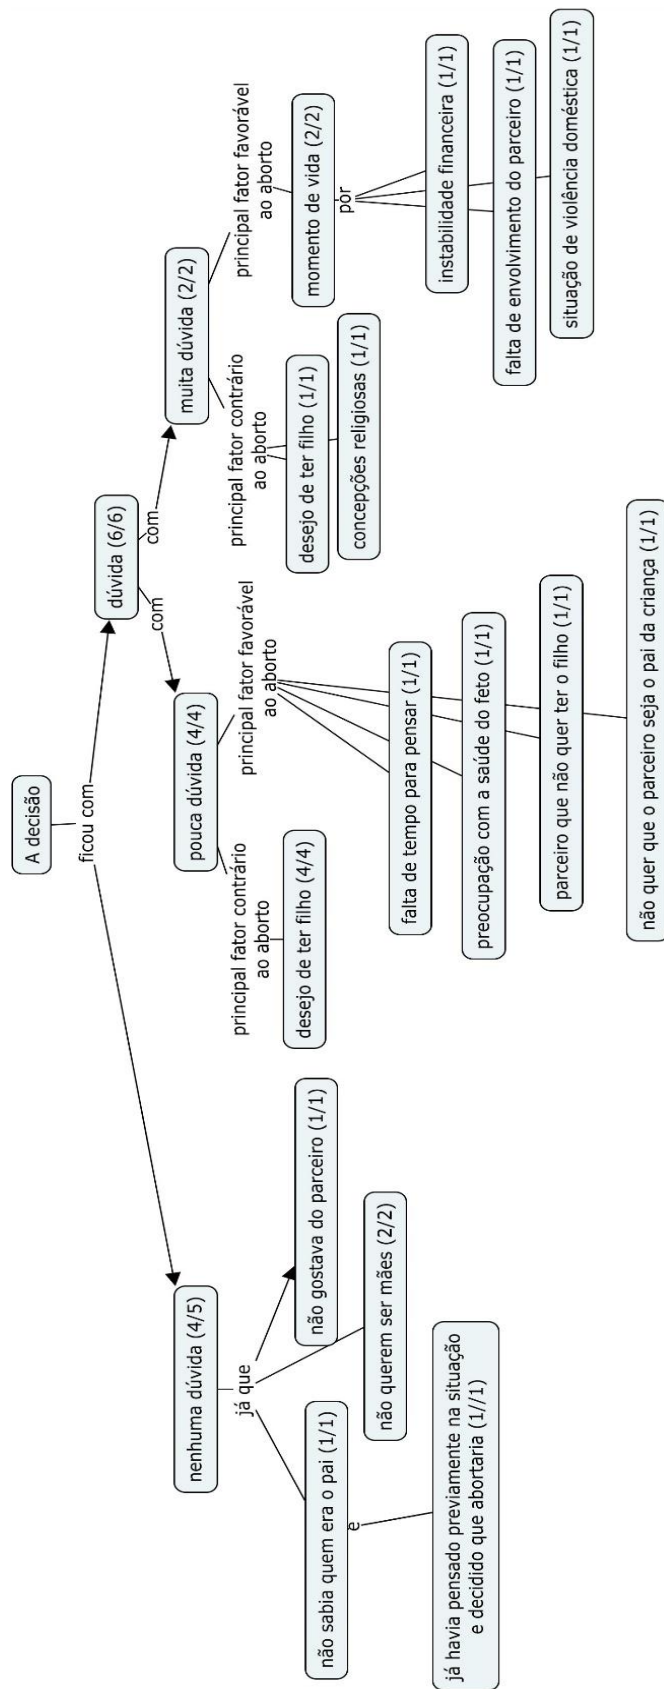 A decisão
ficou com
nenhuma dúvida (4/5)
já que
não sabia quem era o pai (1/1)
e
já havia pensado previamente na situação
e decidido que abortaria (1//1)
não querem ser mães (2/2)
não gostava do parceiro (1/1)
dúvida (6/6)
com
pouca dúvida (4/4)
principal fator contrário
ao aborto
desejo de ter filho (4/4)
principal fator favorável
ao aborto
falta de tempo para pensar (1/1)
preocupação com a saúde do feto (1/1)
parceiro que não quer ter o filho (1/1)
não quer que o parceiro seja o pai da criança (1/1)
com
muita dúvida (2/2)
principal fator contrário
ao aborto
desejo de ter filho (1/1)
concepções religiosas (1/1)
principal fator favorável
ao aborto
momento de vida (2/2)
por
instabilidade financeira (1/1)
falta de envolvimento do parceiro (1/1)
situação de violência doméstica (1/1)